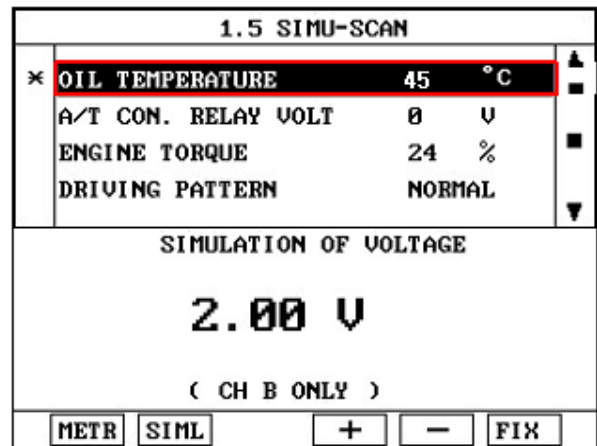 1.5 SIMU-SCAN
* OIL TEMPERATURE 45 °C
A/T CON. RELAY VOLT 0 V
ENGINE TORQUE 24 %
DRIVING PATTERN NORMAL
SIMULATION OF VOLTAGE
2.00 V
( CH B ONLY )
METR SIML + − FIX